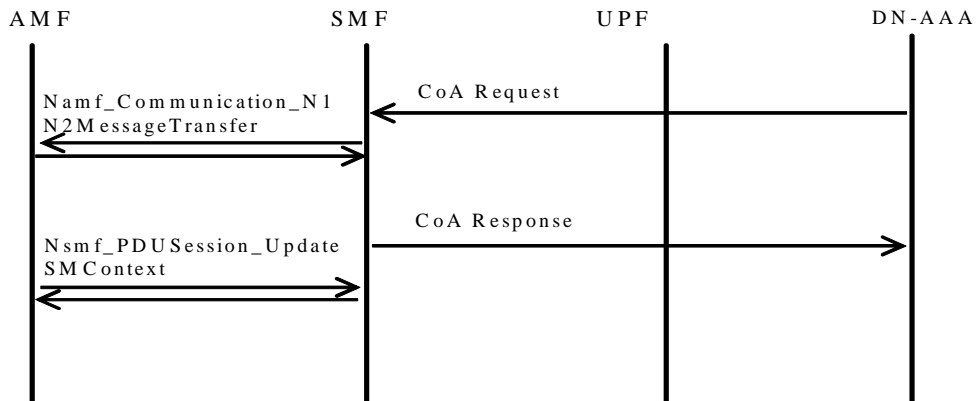 AMF
SMF
UPF
DN-AAA
Namf_Communication_N1
N2MessageTransfer
CoA Request
CoA Response
Nsmf_PDUSession_Update
SMContext